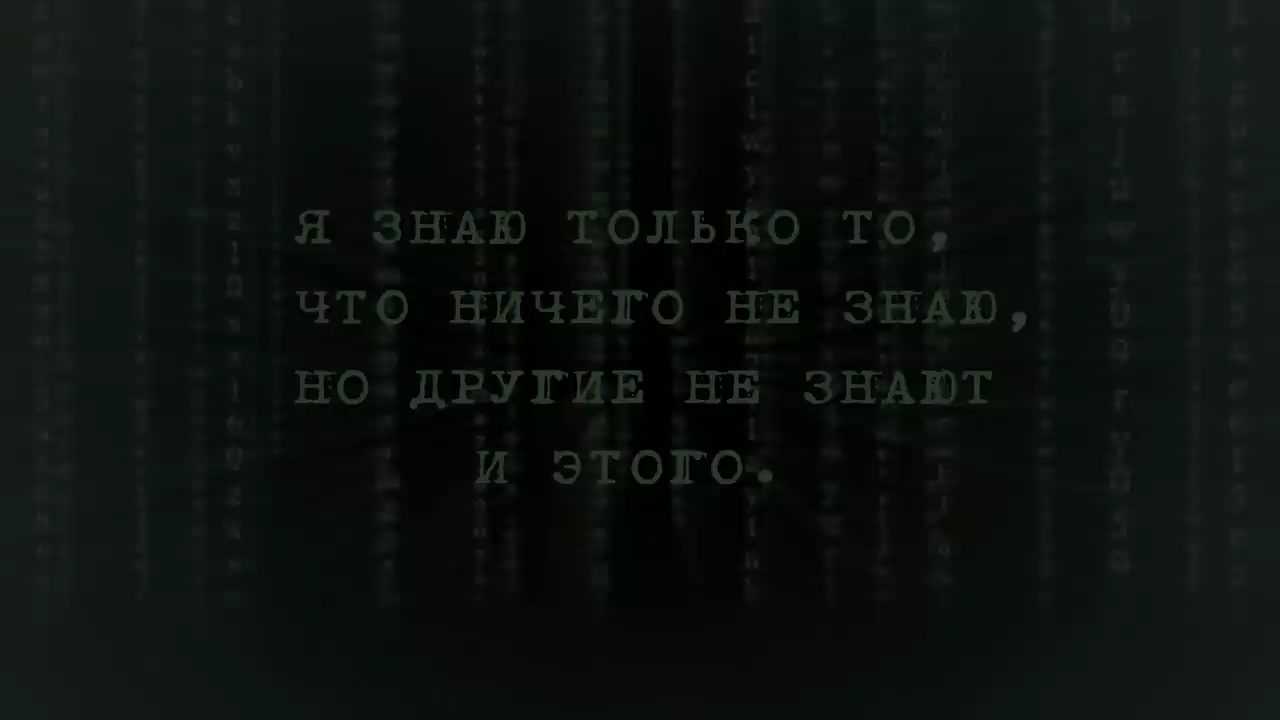 Я ЗНАЮ ТОЛЬКО ТО,
ЧТО НИЧЕГО НЕ ЗНАЮ,
НО ДРУГИЕ НЕ ЗНАЮТ
И ЭТОГО.